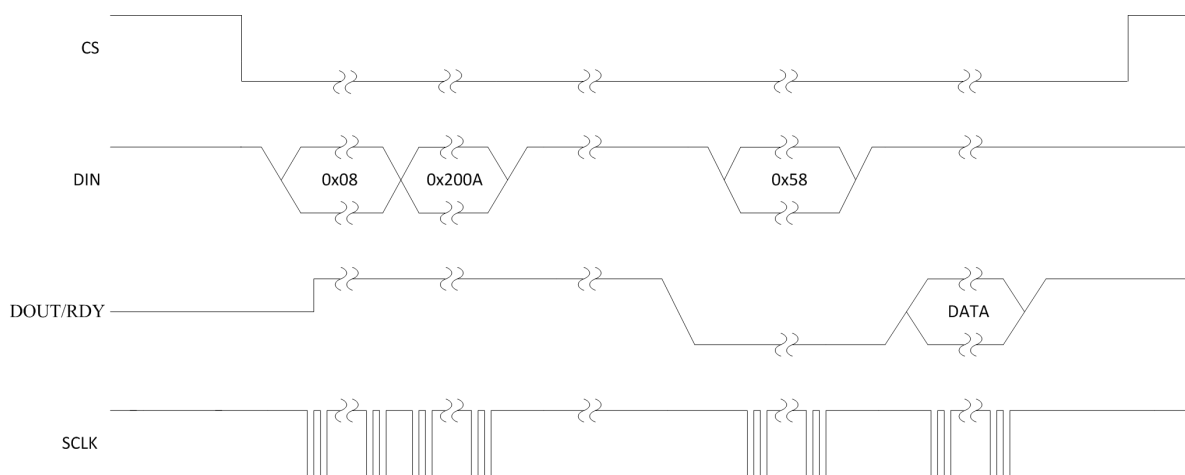 CS
DIN
0x08
0x200A
0x58
DOUT/RDY
DATA
SCLK